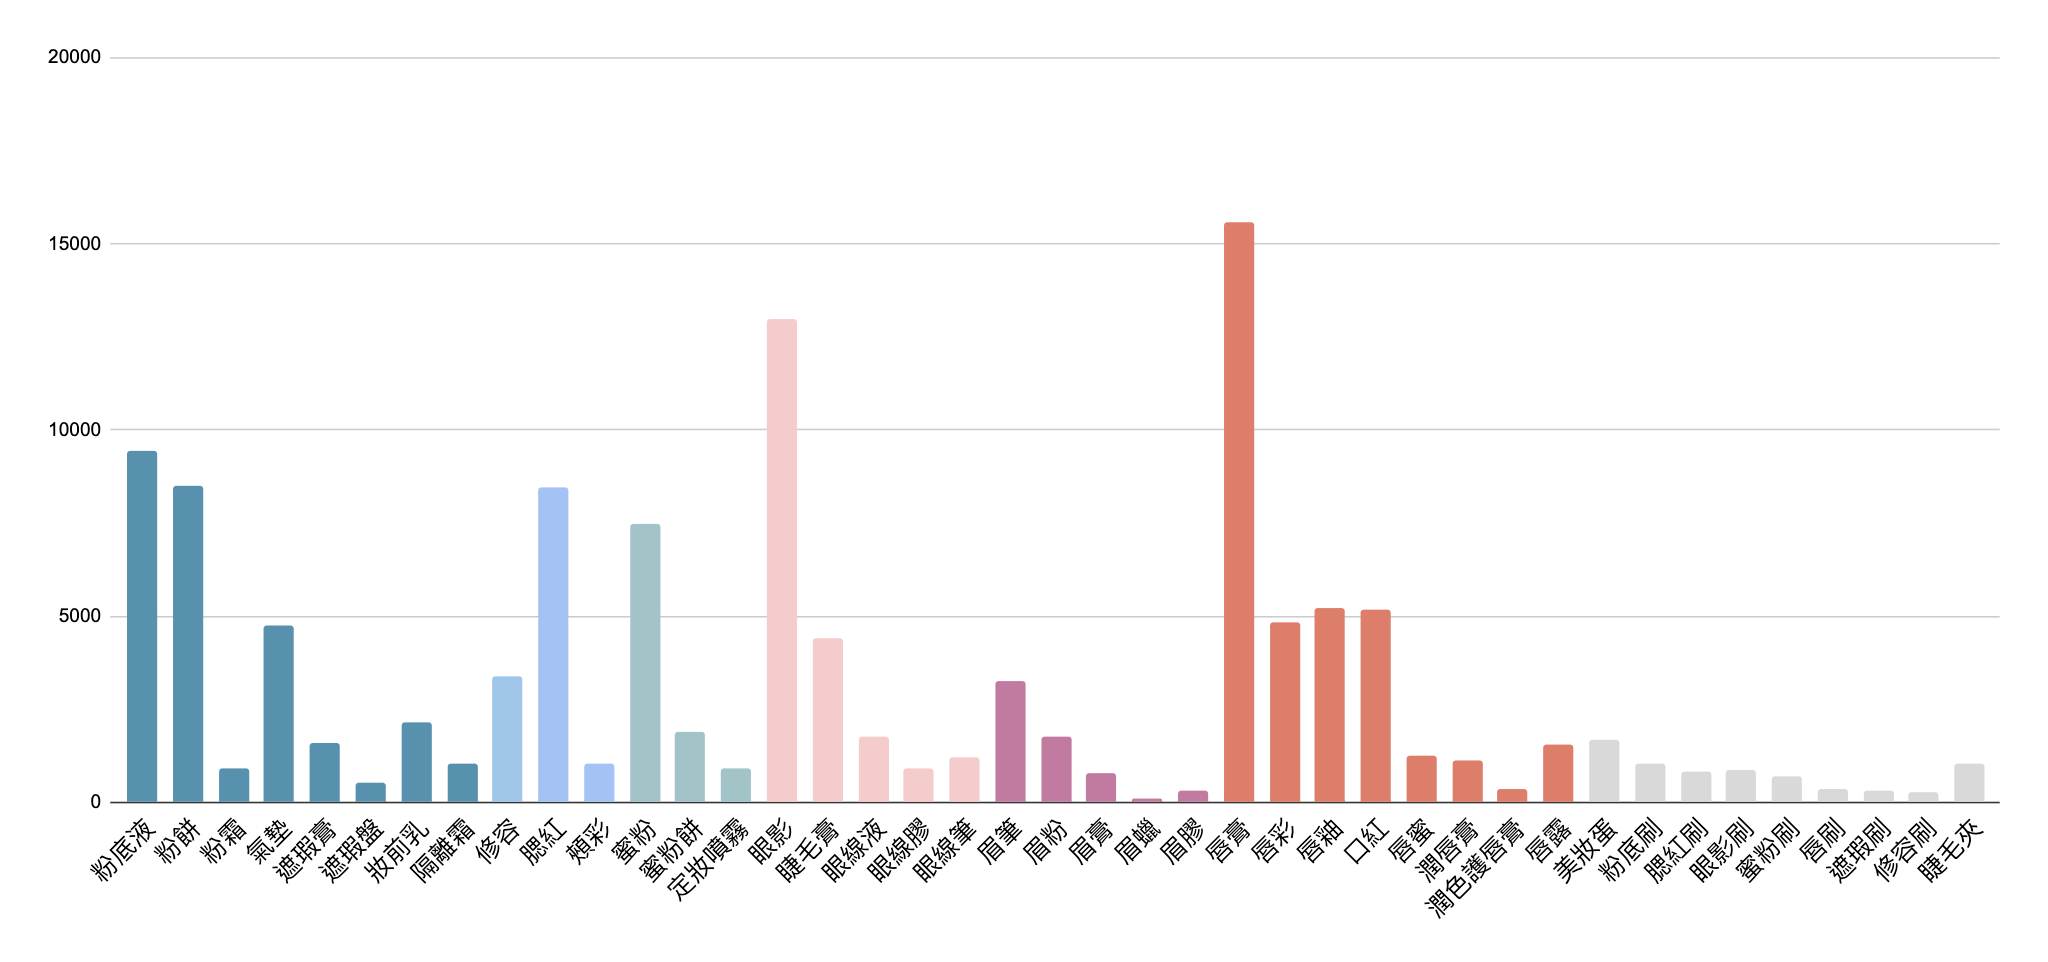 20000
15000
10000
5000
0
粉底液
粉餅
粉霜
氣墊
遮瑕膏
遮瑕盤
妝前乳
隔離霜
修容
腮紅
頰彩
蜜粉
蜜粉餅
定妝噴霧
眼影
睫毛膏
眼線液
眼線膠
眼線筆
眉筆
眉粉
眉膏
眉蠟
眉膠
唇膏
唇彩
唇釉
口紅
唇蜜
潤唇膏
潤色護唇膏
唇露
美妝蛋
粉底刷
腮紅刷
眼影刷
蜜粉刷
唇刷
遮瑕刷
修容刷
睫毛夾